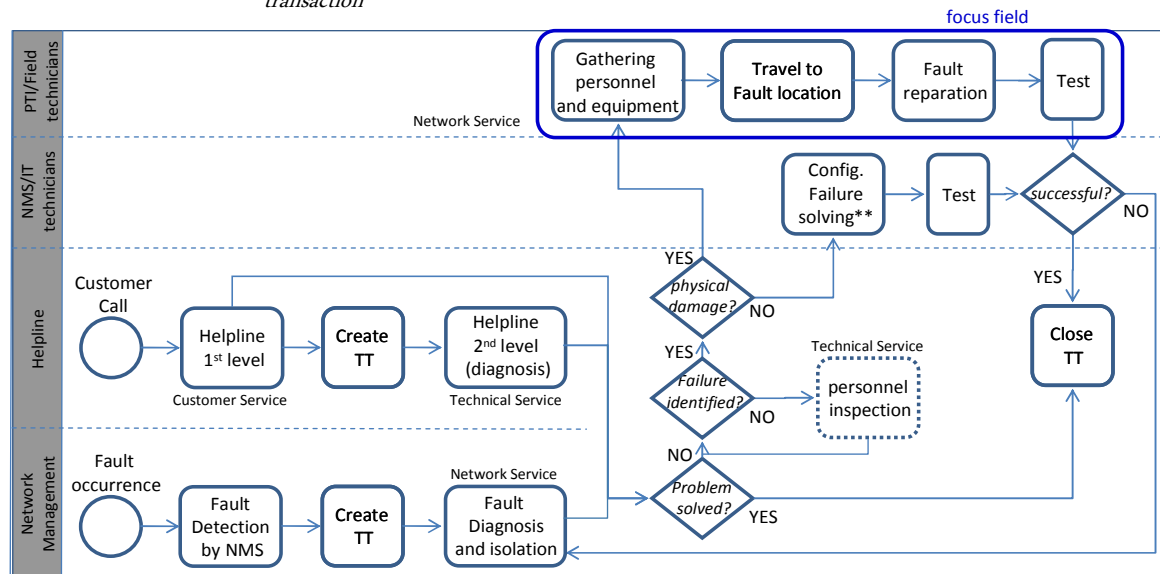 transaction
focus field
PTI/Field
technicians
Gathering
personnel
and equipment
Travel to
Fault location
Fault
reparation
Test
Network Service
NMS/IT
technicians
Config.
Failure
solving**
Test
successful?
NO
YES
Helpline
Customer
Call
Helpline
1st level
Customer Service
Create
TT
Helpline
2nd level
(diagnosis)
Technical Service
YES
physical
damage?
NO
YES
Failure
identified?
NO
Technical Service
personnel
inspection
Close
TT
Network
Management
Fault
occurrence
Fault
Detection
by NMS
Create
TT
Network Service
Fault
Diagnosis
and isolation
NO
Problem
solved?
YES